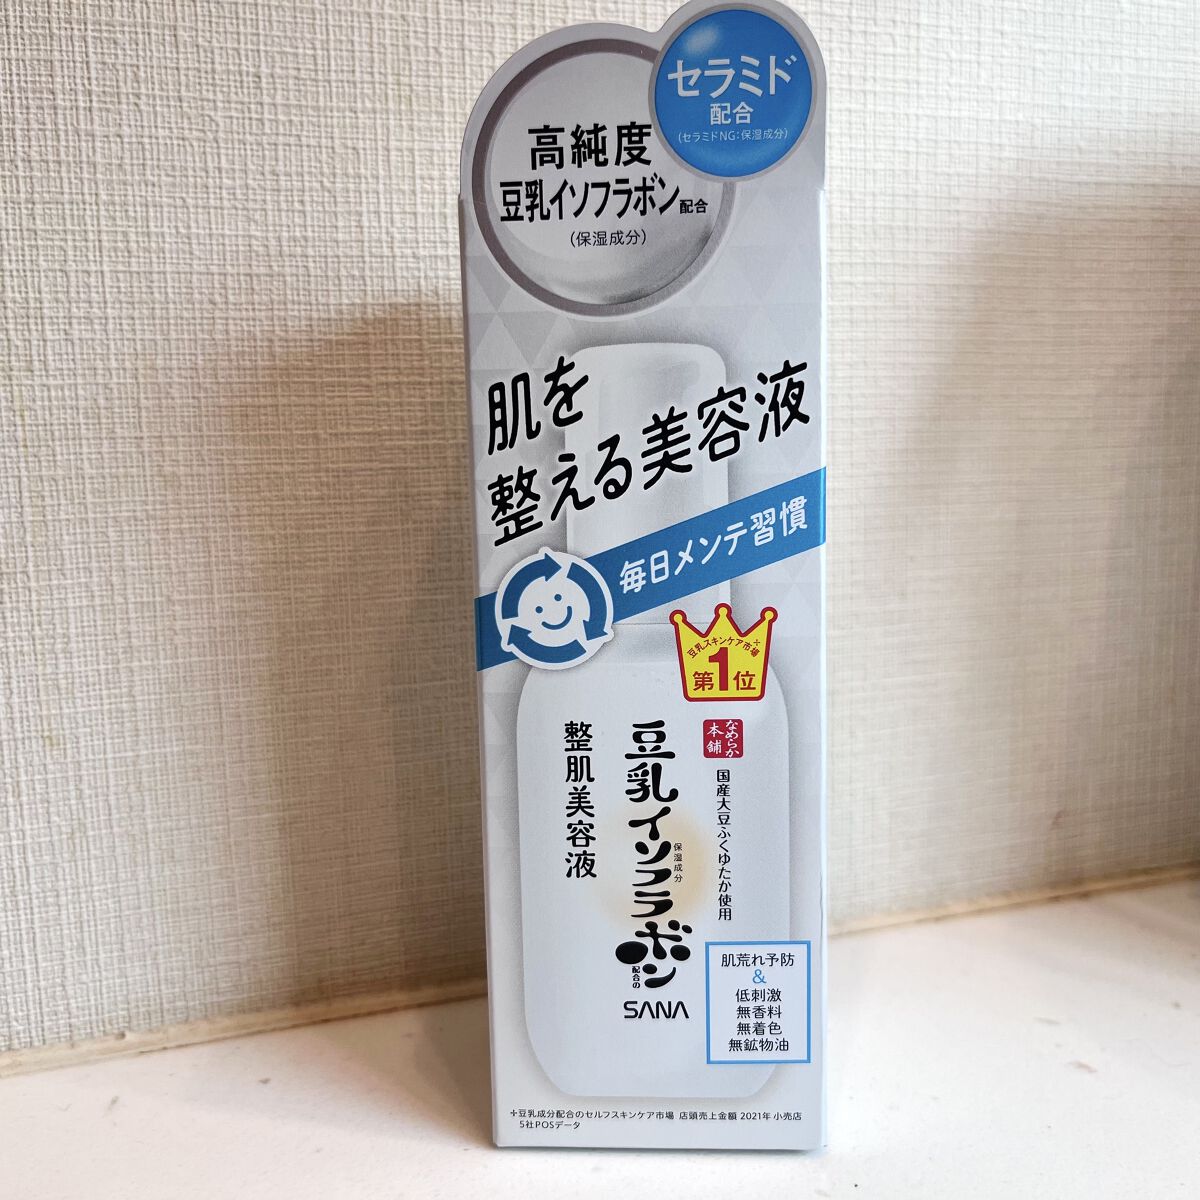 セラミド
配合
(セラミドNG:保湿成分)
高純度
豆乳イソフラボン配合
(保湿成分)
肌を
整える美容液
毎日メンテ習慣
豆乳スキンケア市場※
第1位
なめらか
本舗
国産大豆ふくゆたか使用
豆乳イソフラボン
保湿成分
配合の
整肌美容液
SANA
肌荒れ予防
&
低刺激
無香料
無着色
無鉱物油
※豆乳成分配合のセルフスキンケア市場 店頭売上金額 2021年 小売店
5社POSデータ